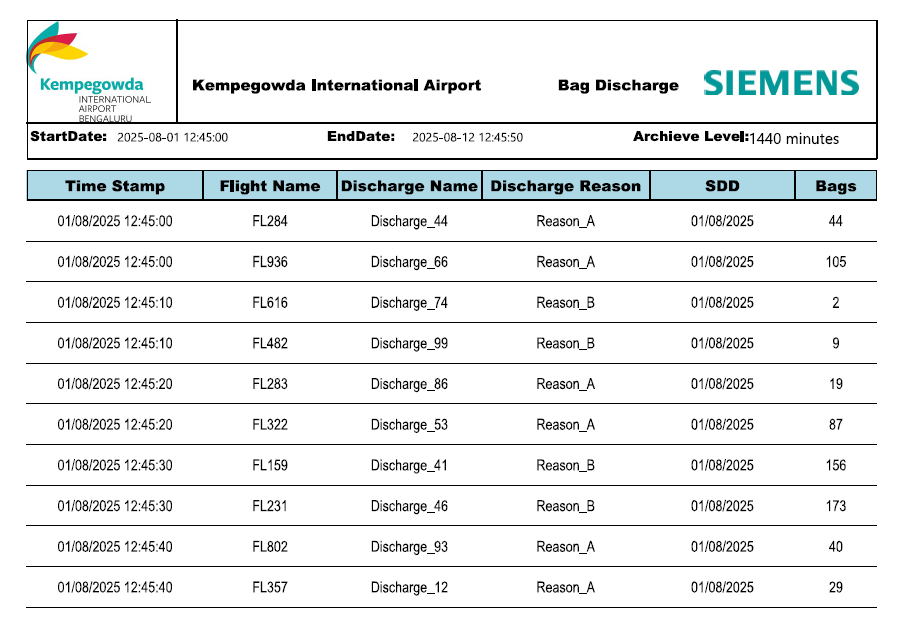 Kempegowda
INTERNATIONAL
AIRPORT
BENGALURU
Kempegowda International Airport
Bag Discharge
SIEMENS
StartDate: 2025-08-01 12:45:00 EndDate: 2025-08-12 12:45:50 Archieve Level:1440 minutes
Time Stamp Flight Name Discharge Name Discharge Reason SDD Bags
01/08/2025 12:45:00 FL284 Discharge_44 Reason_A 01/08/2025 44
01/08/2025 12:45:00 FL936 Discharge_66 Reason_A 01/08/2025 105
01/08/2025 12:45:10 FL616 Discharge_74 Reason_B 01/08/2025 2
01/08/2025 12:45:10 FL482 Discharge_99 Reason_B 01/08/2025 9
01/08/2025 12:45:20 FL283 Discharge_86 Reason_A 01/08/2025 19
01/08/2025 12:45:20 FL322 Discharge_53 Reason_A 01/08/2025 87
01/08/2025 12:45:30 FL159 Discharge_41 Reason_B 01/08/2025 156
01/08/2025 12:45:30 FL231 Discharge_46 Reason_B 01/08/2025 173
01/08/2025 12:45:40 FL802 Discharge_93 Reason_A 01/08/2025 40
01/08/2025 12:45:40 FL357 Discharge_12 Reason_A 01/08/2025 29